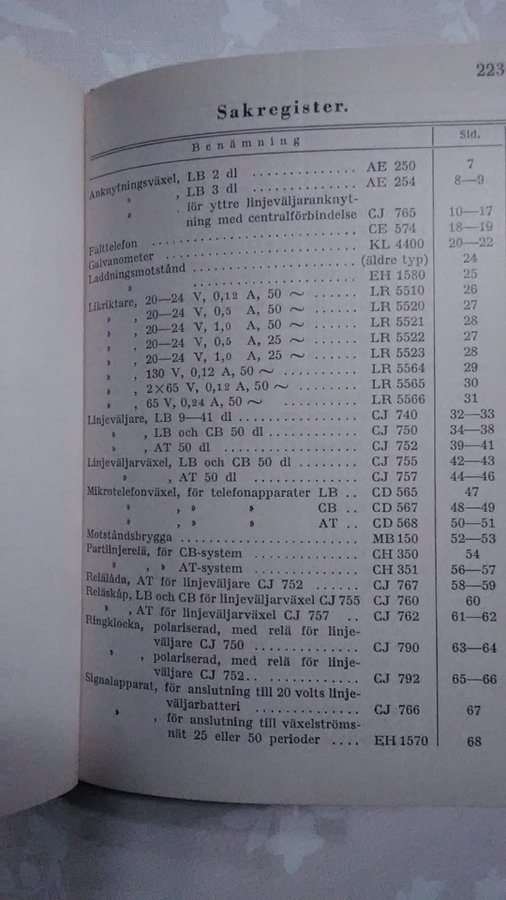 223
Sakregister.
Benämning Sid.
Anknytningsväxel, LB 2 dl ............... AE 250 7
» , LB 3 dl ............... AE 254 8—9
» , för yttre linjeväljaranknyt-
ning med centralförbindelse CJ 765 10—17
Fälttelefon ............... CE 574 18—19
Galvanometer ............... KL 4400 20—22
Laddningsmotstånd ............... (äldre typ) 24
» ............... EH 1580 25
Likriktare, 20—24 V, 0,12 A, 50 ~ ....... LR 5510 26
» , 20—24 V, 0,5 A, 50 ~ ....... LR 5520 27
» , 20—24 V, 1,0 A, 50 ~ ....... LR 5521 28
» , 20—24 V, 0,5 A, 25 ~ ....... LR 5522 27
» , 20—24 V, 1,0 A, 25 ~ ....... LR 5523 28
» , 130 V, 0,12 A, 50 ~ ....... LR 5564 29
» , 2×65 V, 0,12 A, 50 ~ ....... LR 5565 30
» , 65 V, 0,24 A, 50 ~ ....... LR 5566 31
Linjeväljare, LB 9—41 dl ............... CJ 740 32—33
» , LB och CB 50 dl ............... CJ 750 34—38
» , AT 50 dl ............... CJ 752 39—41
Linjeväljarväxel, LB och CB 50 dl ....... CJ 755 42—43
» , AT 50 dl ............... CJ 757 44—46
Mikrotelefonväxel, för telefonapparater LB .. CD 565 47
» , » » CB .. CD 567 48—49
» , » » AT .. CD 568 50—51
Motståndsbrygga ............... MB 150 52—53
Partlinjerelä, för CB-system ............... CH 350 54
» , » AT-system ............... CH 351 56—57
Relälåda, AT för linjeväljare CJ 752 ...... CJ 767 58—59
Reläskåp, LB och CB för linjeväljarväxel CJ 755 CJ 760 60
» , AT för linjeväljarväxel CJ 757 .. CJ 762 61—62
Ringklocka, polariserad, med relä för linje-
väljare CJ 750 ............... CJ 790 63—64
» , polariserad, med relä för linje-
väljare CJ 752 ............... CJ 792 65—66
Signalapparat, för anslutning till 20 volts linje-
väljarbatteri ............... CJ 766 67
» , för anslutning till växelströms-
nät 25 eller 50 perioder .... EH 1570 68